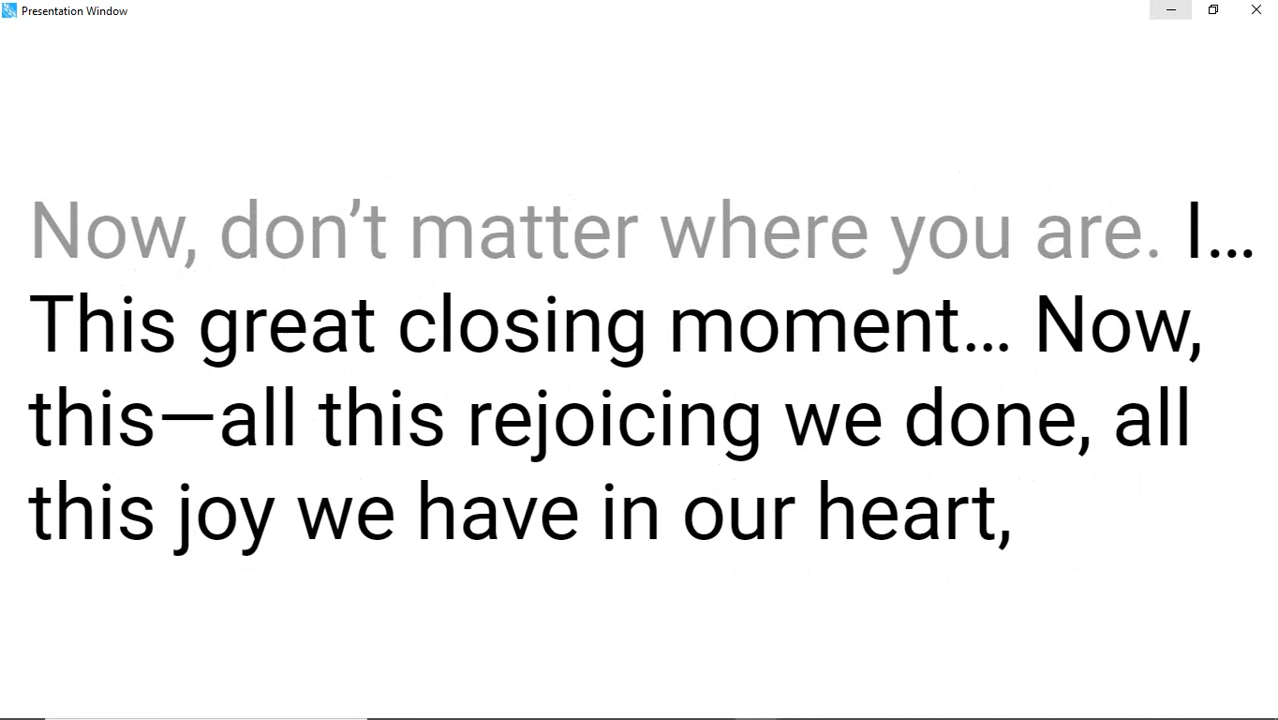 Presentation Window
Now, don’t matter where you are. I…
This great closing moment… Now,
this—all this rejoicing we done, all
this joy we have in our heart,